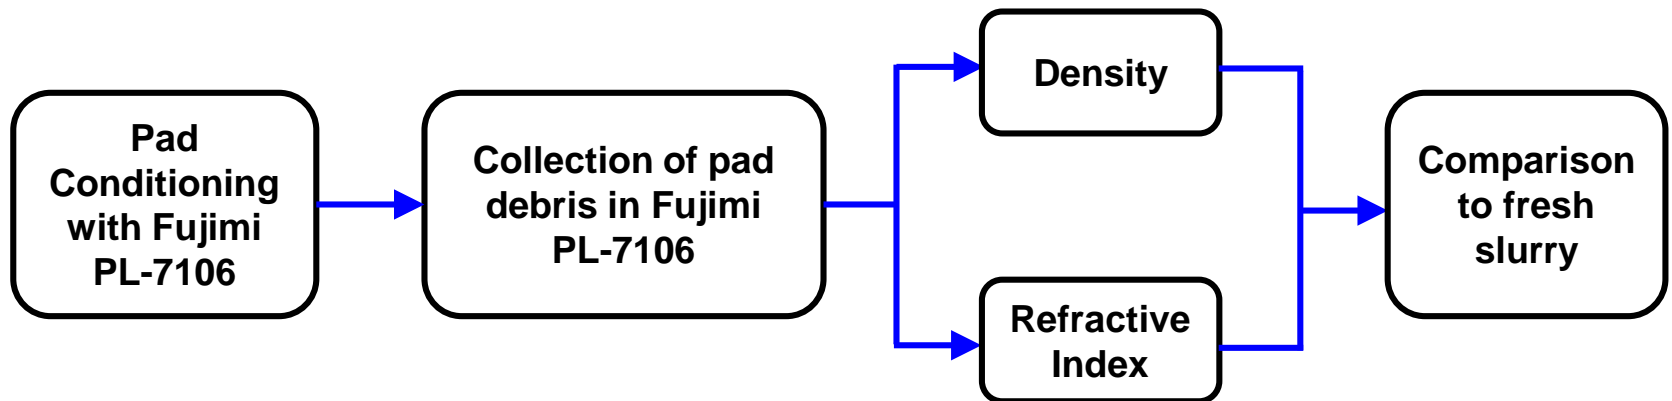 Pad
Conditioning
with Fujimi
PL-7106
Collection of pad
debris in Fujimi
PL-7106
Density
Refractive
Index
Comparison
to fresh
slurry